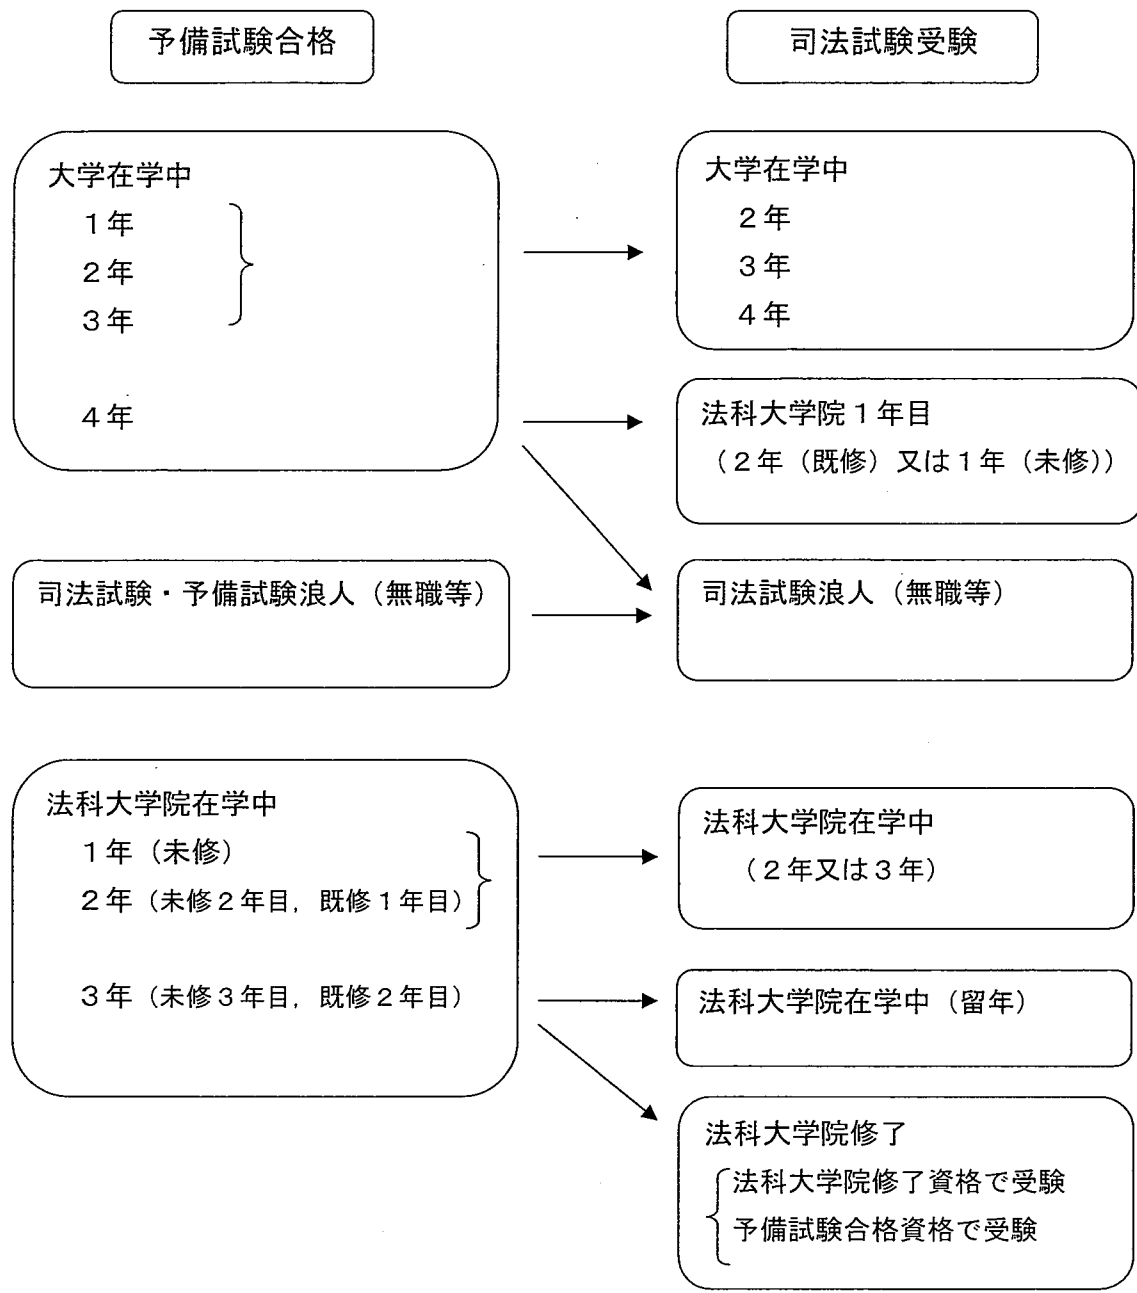 予備試験合格
司法試験受験
大学在学中
1年
2年
3年
4年
大学在学中
2年
3年
4年
法科大学院1年目
（2年（既修）又は1年（未修））
司法試験・予備試験浪人（無職等）
司法試験浪人（無職等）
法科大学院在学中
1年（未修）
2年（未修2年目，既修1年目）
3年（未修3年目，既修2年目）
法科大学院在学中
（2年又は3年）
法科大学院在学中（留年）
法科大学院修了
法科大学院修了資格で受験
予備試験合格資格で受験